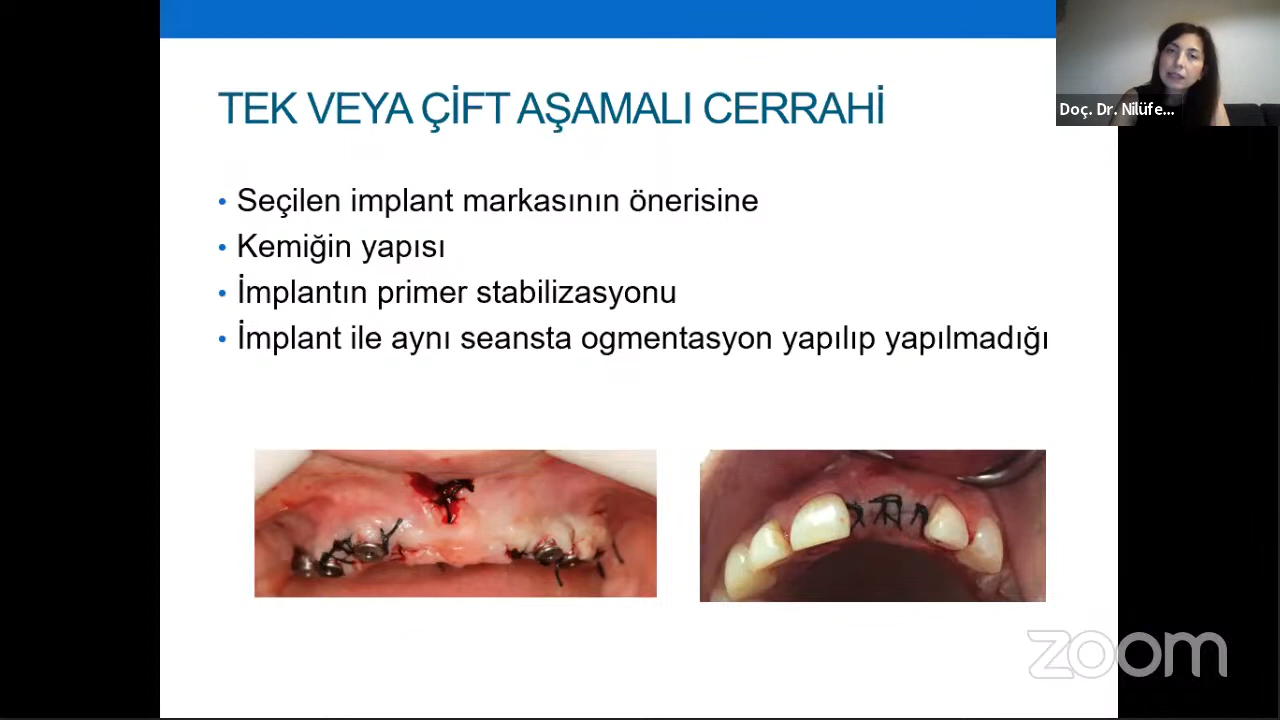 TEK VEYA ÇİFT AŞAMALI CERRAHİ
Doç. Dr. Nilüfe...
• Seçilen implant markasının önerisine
• Kemiğin yapısı
• İmplantın primer stabilizasyonu
• İmplant ile aynı seansta ogmentasyon yapılıp yapılmadığı
zoom